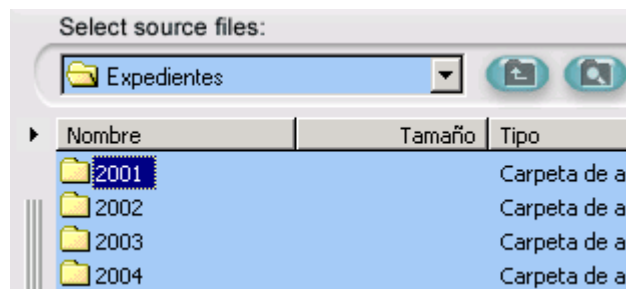 Select source files:
Expedientes
Nombre Tamaño Tipo
2001 Carpeta de a
2002 Carpeta de a
2003 Carpeta de a
2004 Carpeta de a